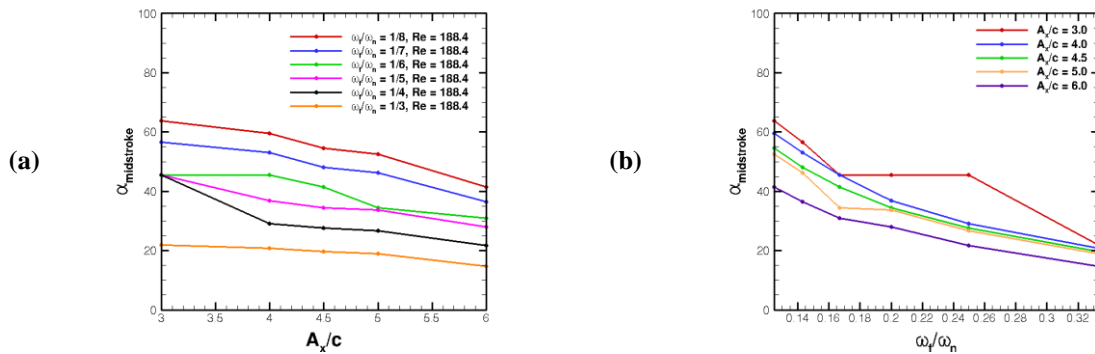 (a)
α midstroke
100
80
60
40
20
0
3
3.5
4
4.5
5
5.5
6
A_x/c
ω_f/ω_n = 1/8, Re = 188.4
ω_f/ω_n = 1/7, Re = 188.4
ω_f/ω_n = 1/6, Re = 188.4
ω_f/ω_n = 1/5, Re = 188.4
ω_f/ω_n = 1/4, Re = 188.4
ω_f/ω_n = 1/3, Re = 188.4
(b)
α midstroke
100
80
60
40
20
0
0.14
0.16
0.18
0.2
0.22
0.24
0.26
0.28
0.3
0.32
ω_f/ω_n
A_x/c = 3.0
A_x/c = 4.0
A_x/c = 4.5
A_x/c = 5.0
A_x/c = 6.0